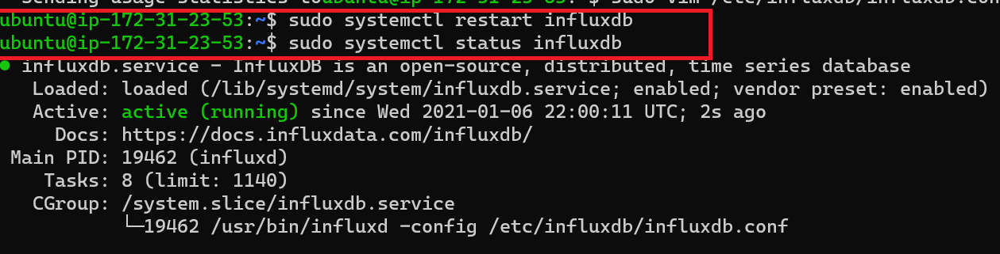 sending usage statistics to ubuntu@ip-172-31-23-53:~$ sudo vim /etc/influxdb/influxdb.con
ubuntu@ip-172-31-23-53:~$ sudo systemctl restart influxdb
ubuntu@ip-172-31-23-53:~$ sudo systemctl status influxdb
● influxdb.service - InfluxDB is an open-source, distributed, time series database
Loaded: loaded (/lib/systemd/system/influxdb.service; enabled; vendor preset: enabled)
Active: active (running) since Wed 2021-01-06 22:00:11 UTC; 2s ago
Docs: https://docs.influxdata.com/influxdb/
Main PID: 19462 (influxd)
Tasks: 8 (limit: 1140)
CGroup: /system.slice/influxdb.service
└─19462 /usr/bin/influxd -config /etc/influxdb/influxdb.conf